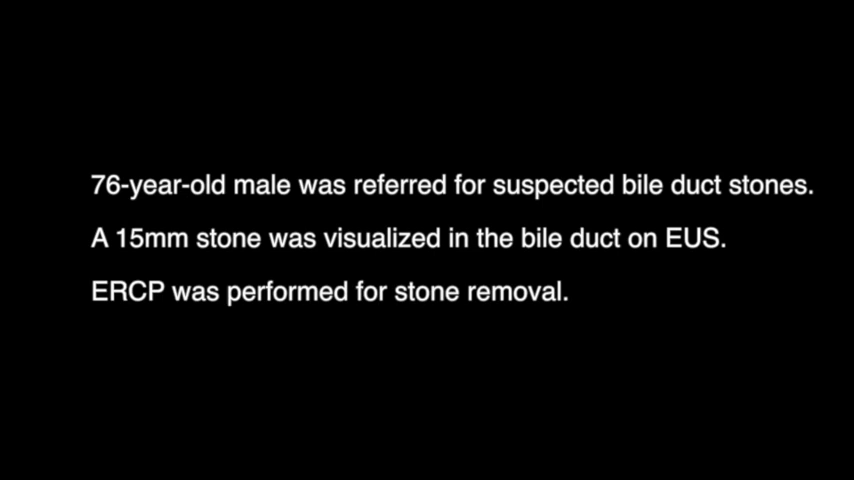 76-year-old male was referred for suspected bile duct stones.
A 15mm stone was visualized in the bile duct on EUS.
ERCP was performed for stone removal.